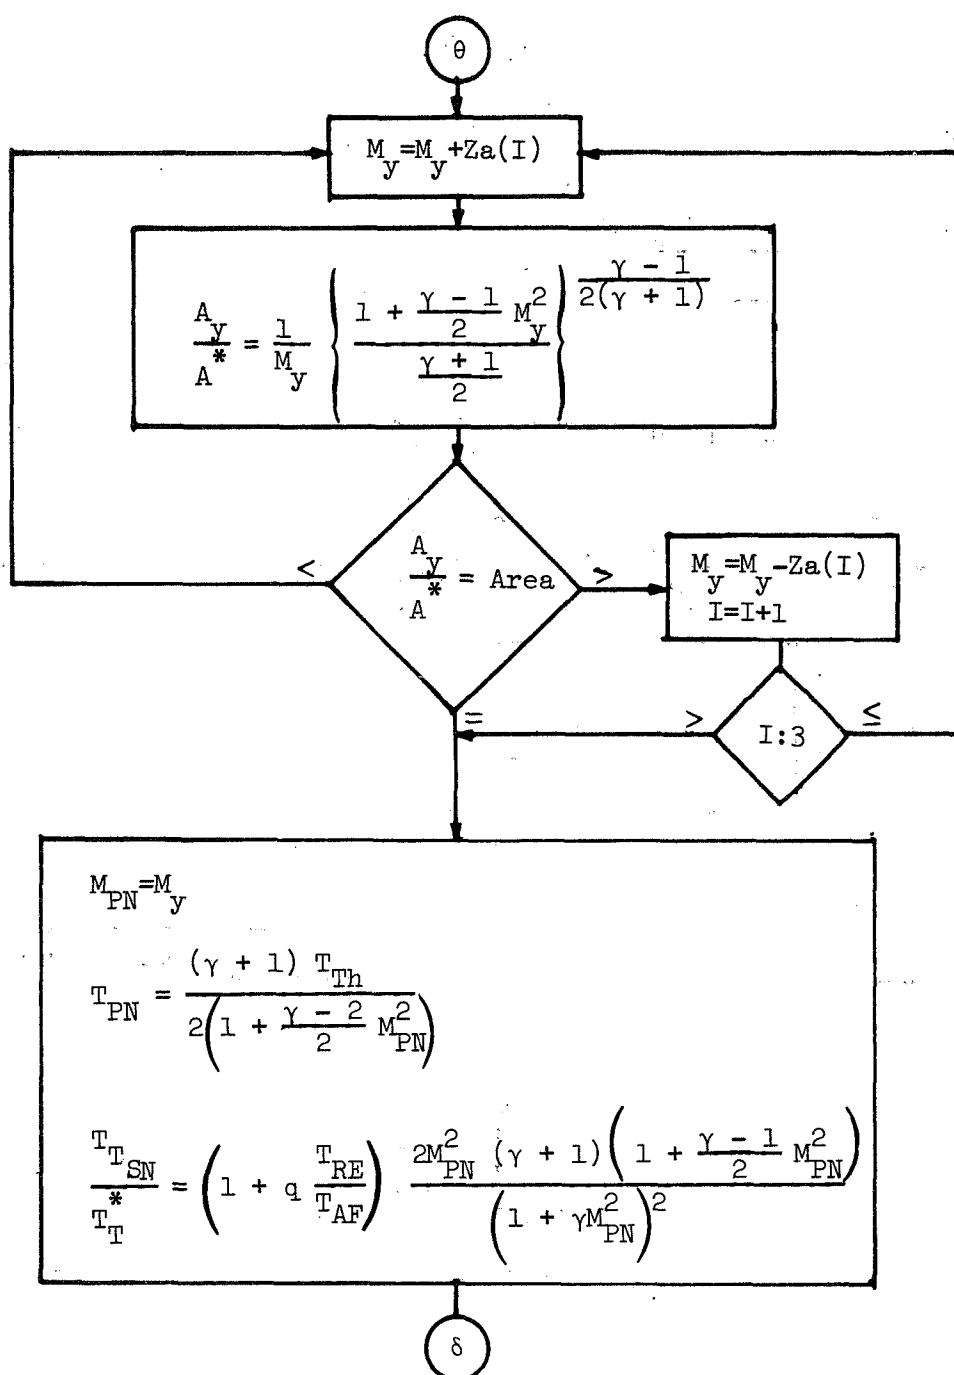 θ
M_y=M_y+Za(I)
A_y/A^* = 1/M_y { (1 + (γ - 1)/2 M_y^2) / ((γ + 1)/2) }^((γ - 1)/(2(γ + 1)))
< A_y/A^* = Area >
M_y=M_y-Za(I)
I=I+1
=
> I:3 ≤
M_PN=M_y
T_PN = (γ + 1) T_Th / 2(1 + (γ - 2)/2 M_PN^2)
T_T_SN/T_T^* = (1 + q T_RE/T_AF) 2M_PN^2 (γ + 1)(1 + (γ - 1)/2 M_PN^2) / (1 + γM_PN^2)^2
δ